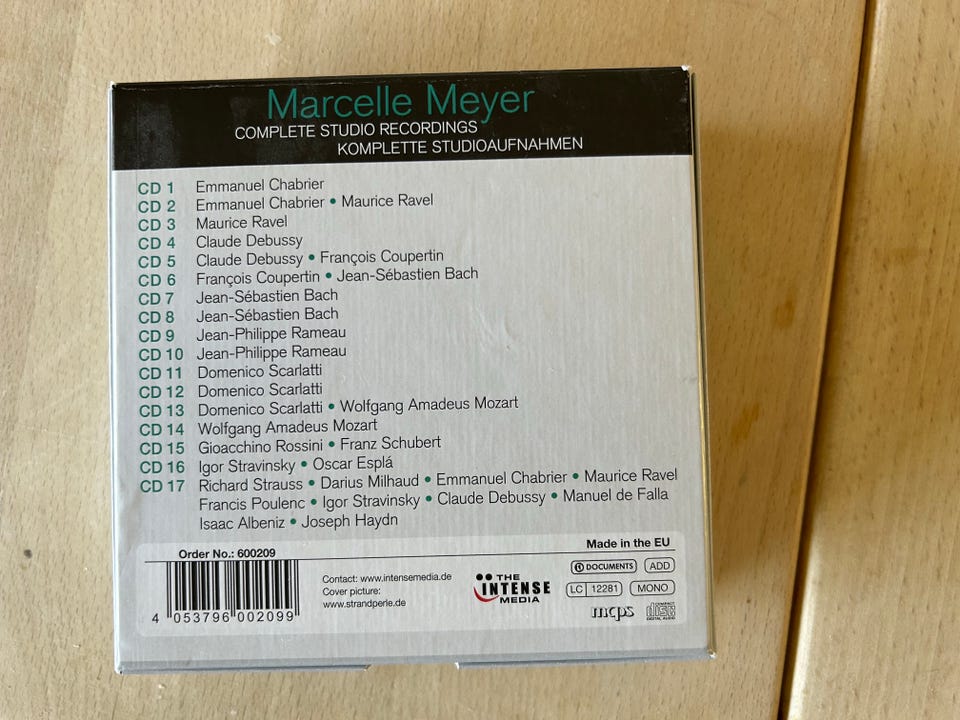 Marcelle Meyer
COMPLETE STUDIO RECORDINGS
KOMPLETTE STUDIOAUFNAHMEN
CD 1 Emmanuel Chabrier
CD 2 Emmanuel Chabrier • Maurice Ravel
CD 3 Maurice Ravel
CD 4 Claude Debussy
CD 5 Claude Debussy • François Coupertin
CD 6 François Coupertin • Jean-Sébastien Bach
CD 7 Jean-Sébastien Bach
CD 8 Jean-Sébastien Bach
CD 9 Jean-Philippe Rameau
CD 10 Jean-Philippe Rameau
CD 11 Domenico Scarlatti
CD 12 Domenico Scarlatti
CD 13 Domenico Scarlatti • Wolfgang Amadeus Mozart
CD 14 Wolfgang Amadeus Mozart
CD 15 Gioacchino Rossini • Franz Schubert
CD 16 Igor Stravinsky • Oscar Esplá
CD 17 Richard Strauss • Darius Milhaud • Emmanuel Chabrier • Maurice Ravel
Francis Poulenc • Igor Stravinsky • Claude Debussy • Manuel de Falla
Isaac Albeniz • Joseph Haydn
Order No.: 600209
4 053796 002099
Contact: www.intensemedia.de
Cover picture:
www.strandperle.de
THE
INTENSE
MEDIA
Made in the EU
DOCUMENTS ADD
LC 12281 MONO
mcps COMPACT disc DIGITAL AUDIO